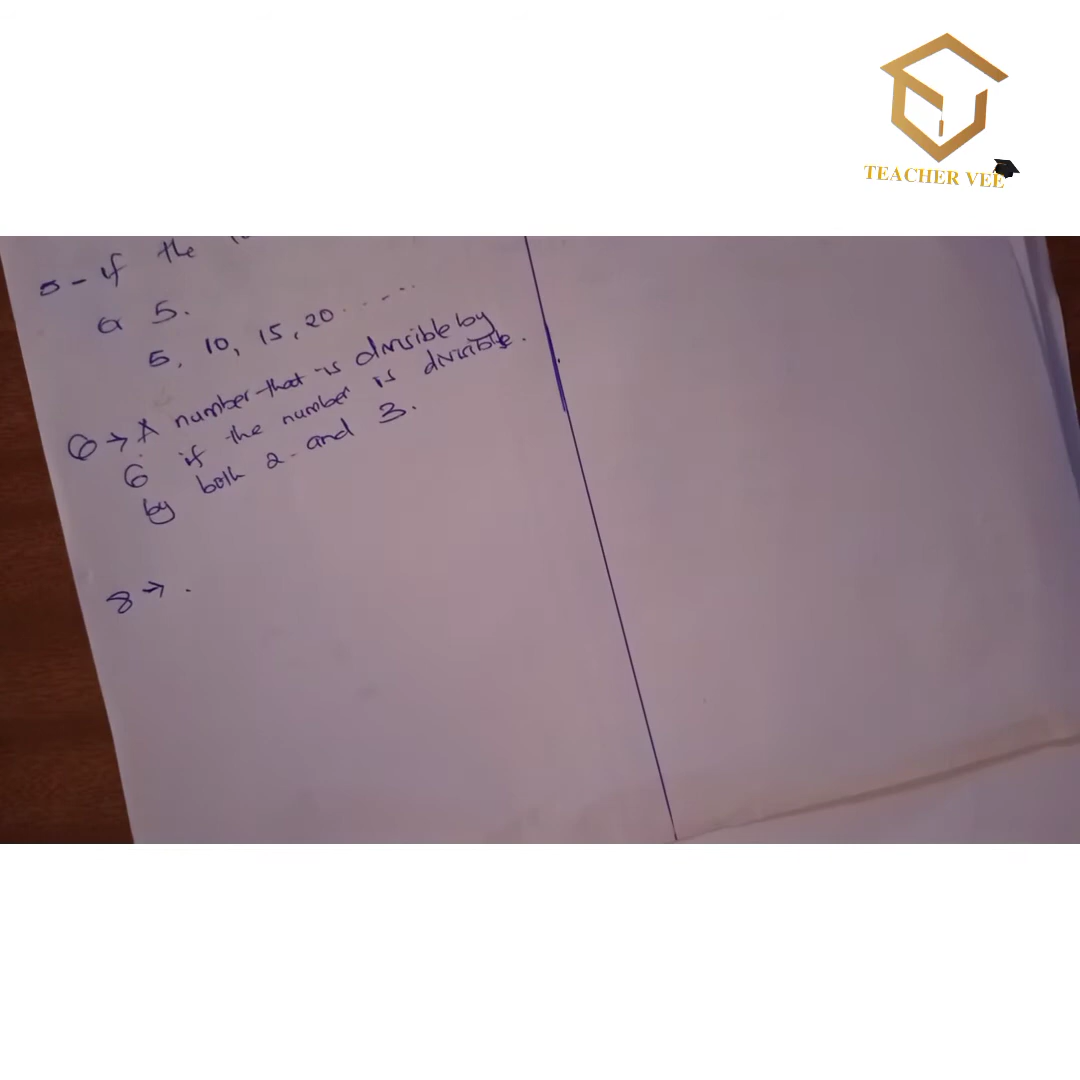 TEACHER VEE
5 - if the
a 5.
5, 10, 15, 20.....
6 → A number that is divisible by
6 if the number is divisible.
by both 2 and 3.
8 → .